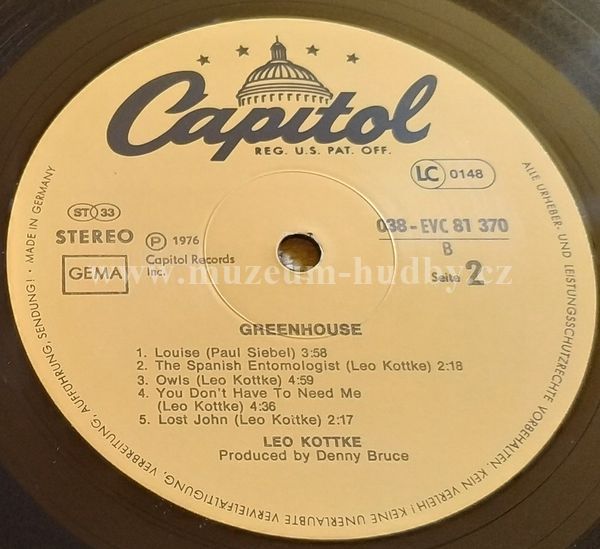 Capitol
REG. U.S. PAT. OFF.
LC 0148
ST 33
STEREO
GEMA
P 1976
Capitol Records
Inc.
038-EVC 81 370
B
Seite 2
www.muzeum-hudby.cz
GREENHOUSE
1. Louise (Paul Siebel) 3:58
2. The Spanish Entomologist (Leo Kottke) 2:18
3. Owls (Leo Kottke) 4:59
4. You Don't Have To Need Me
(Leo Kottke) 4:36
5. Lost John (Leo Kottke) 2:17
LEO KOTTKE
Produced by Denny Bruce
ALLE URHEBER- UND LEISTUNGSSCHUTZRECHTE VORBEHALTEN. KEIN VERLEIH! KEINE UNERLAUBTE VERVIELFÄLTIGUNG, VERBREITUNG, AUFFÜHRUNG, SENDUNG! • MADE IN GERMANY